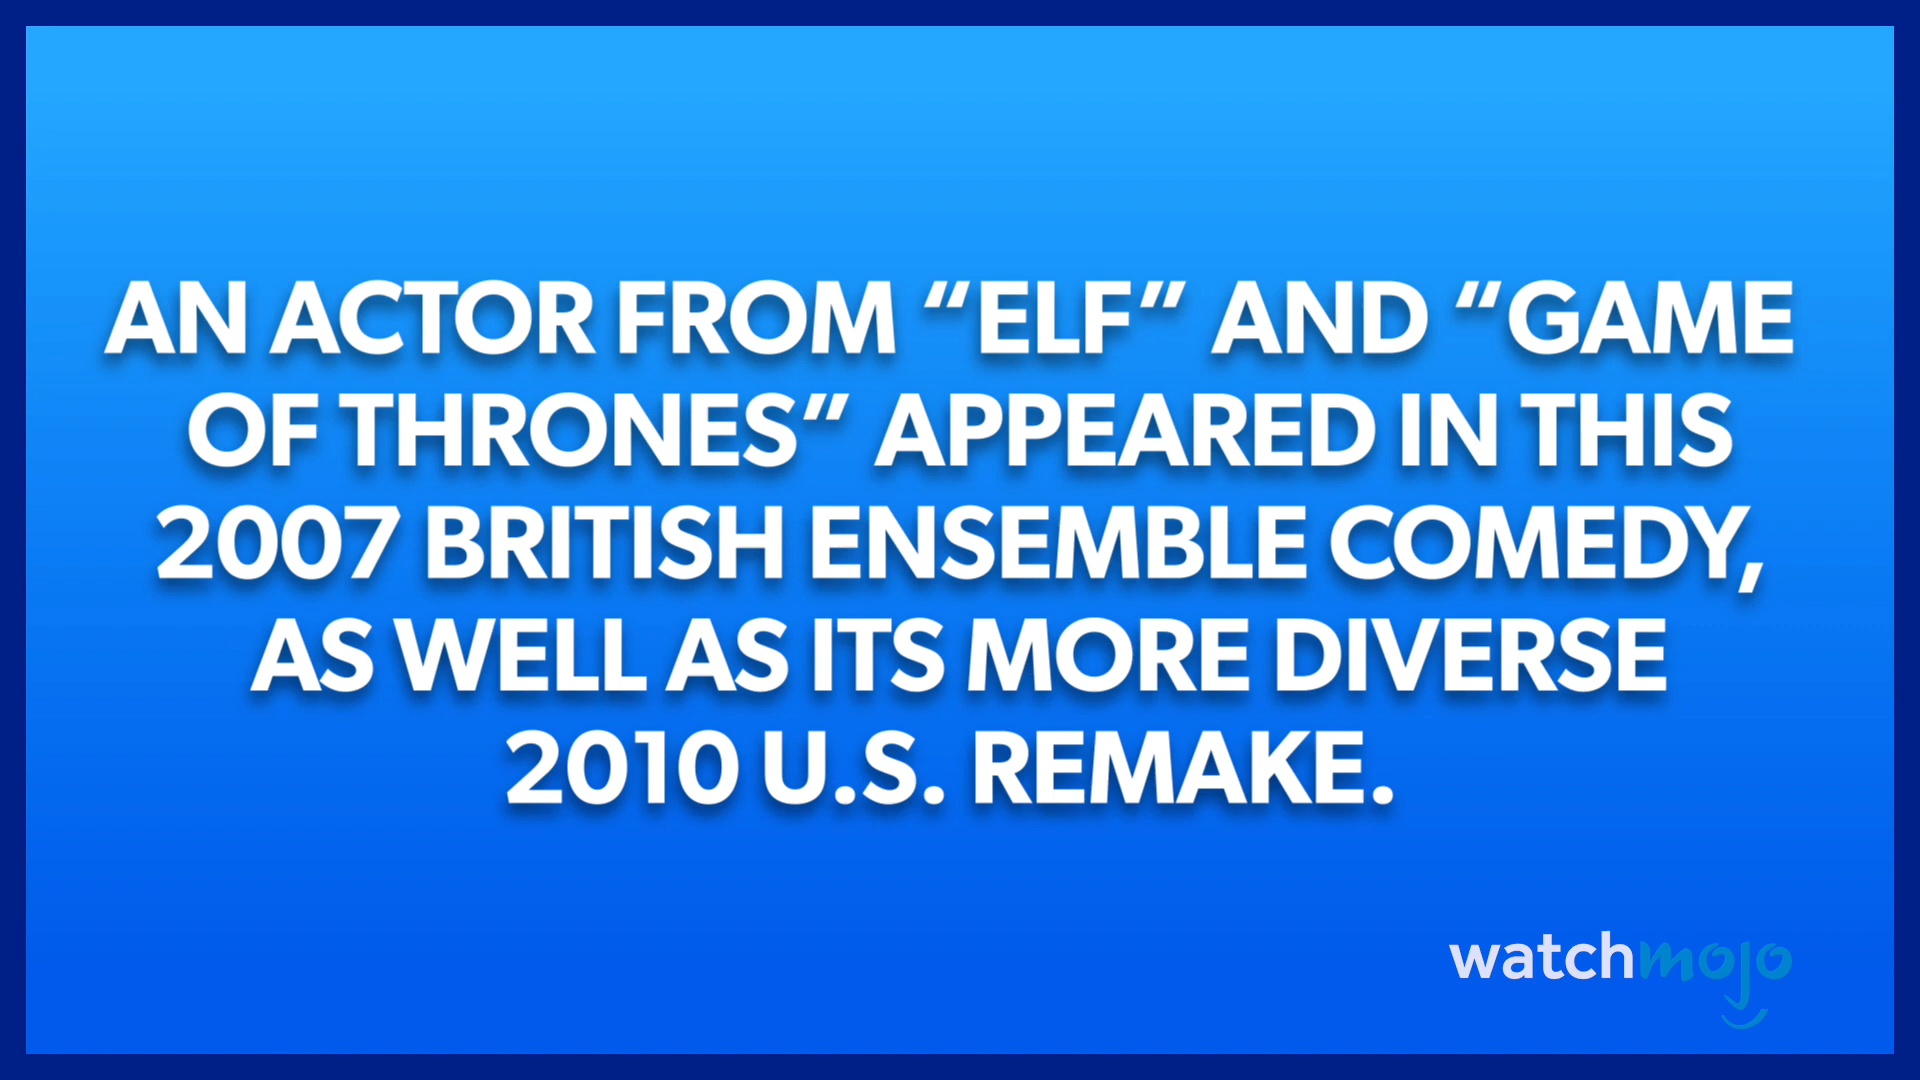 AN ACTOR FROM “ELF” AND “GAME
OF THRONES” APPEARED IN THIS
2007 BRITISH ENSEMBLE COMEDY,
AS WELL AS ITS MORE DIVERSE
2010 U.S. REMAKE.
watchmojo